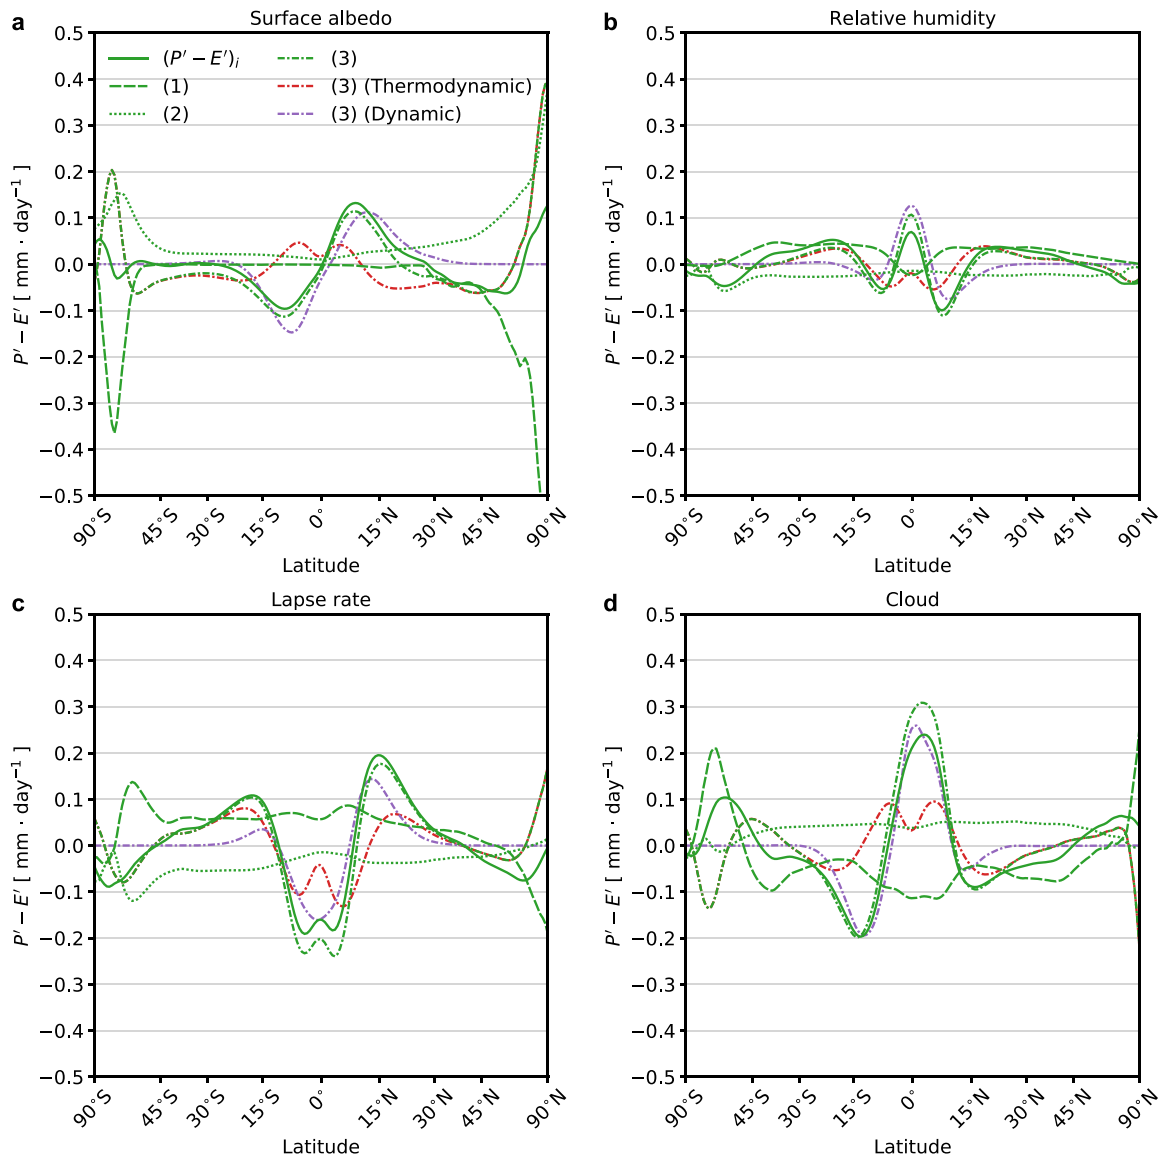 a
Surface albedo
0.5
0.4
0.3
0.2
0.1
0.0
−0.1
−0.2
−0.3
−0.4
−0.5
P′ − E′ [ mm · day⁻¹ ]
(P′ − E′)ᵢ
(1)
(2)
(3)
(3) (Thermodynamic)
(3) (Dynamic)
90°S
45°S
30°S
15°S
0°
15°N
30°N
45°N
90°N
Latitude
b
Relative humidity
0.5
0.4
0.3
0.2
0.1
0.0
−0.1
−0.2
−0.3
−0.4
−0.5
P′ − E′ [ mm · day⁻¹ ]
90°S
45°S
30°S
15°S
0°
15°N
30°N
45°N
90°N
Latitude
c
Lapse rate
0.5
0.4
0.3
0.2
0.1
0.0
−0.1
−0.2
−0.3
−0.4
−0.5
P′ − E′ [ mm · day⁻¹ ]
90°S
45°S
30°S
15°S
0°
15°N
30°N
45°N
90°N
Latitude
d
Cloud
0.5
0.4
0.3
0.2
0.1
0.0
−0.1
−0.2
−0.3
−0.4
−0.5
P′ − E′ [ mm · day⁻¹ ]
90°S
45°S
30°S
15°S
0°
15°N
30°N
45°N
90°N
Latitude